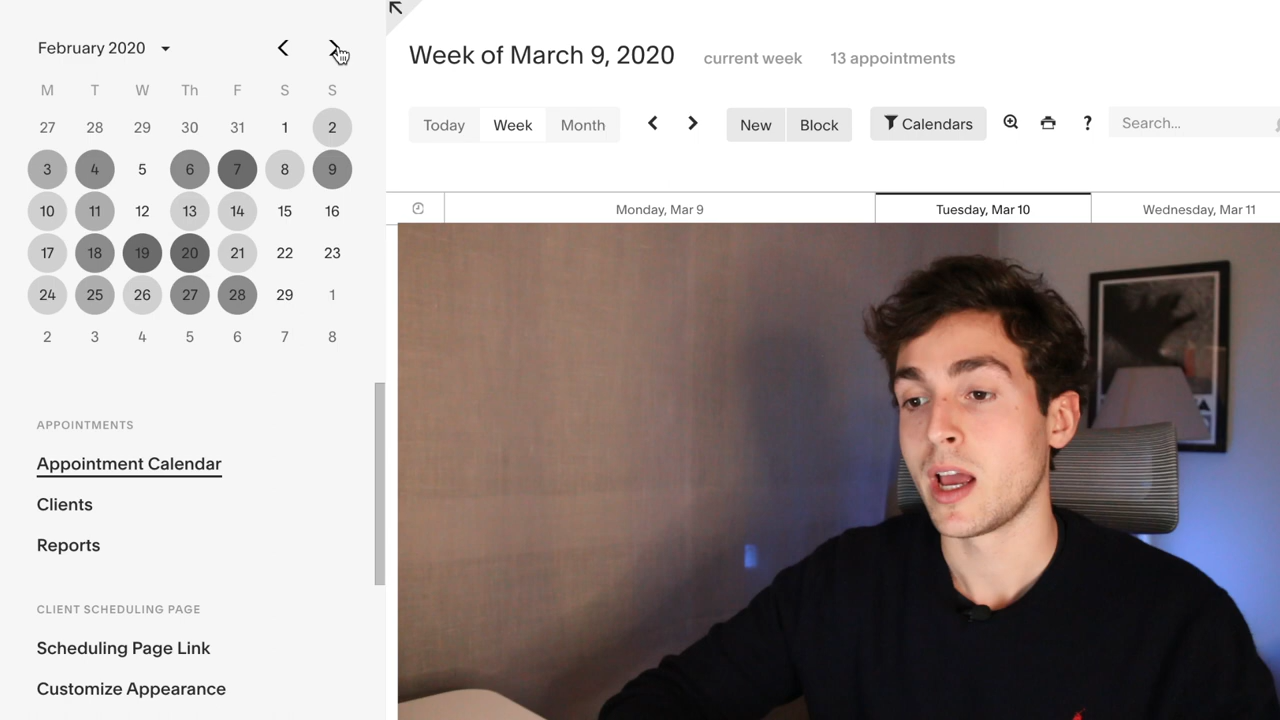 February 2020
M T W Th F S S
27 28 29 30 31 1 2
3 4 5 6 7 8 9
10 11 12 13 14 15 16
17 18 19 20 21 22 23
24 25 26 27 28 29 1
2 3 4 5 6 7 8
APPOINTMENTS
Appointment Calendar
Clients
Reports
CLIENT SCHEDULING PAGE
Scheduling Page Link
Customize Appearance
Week of March 9, 2020 current week 13 appointments
Today Week Month New Block Calendars ? Search...
Monday, Mar 9 Tuesday, Mar 10 Wednesday, Mar 11